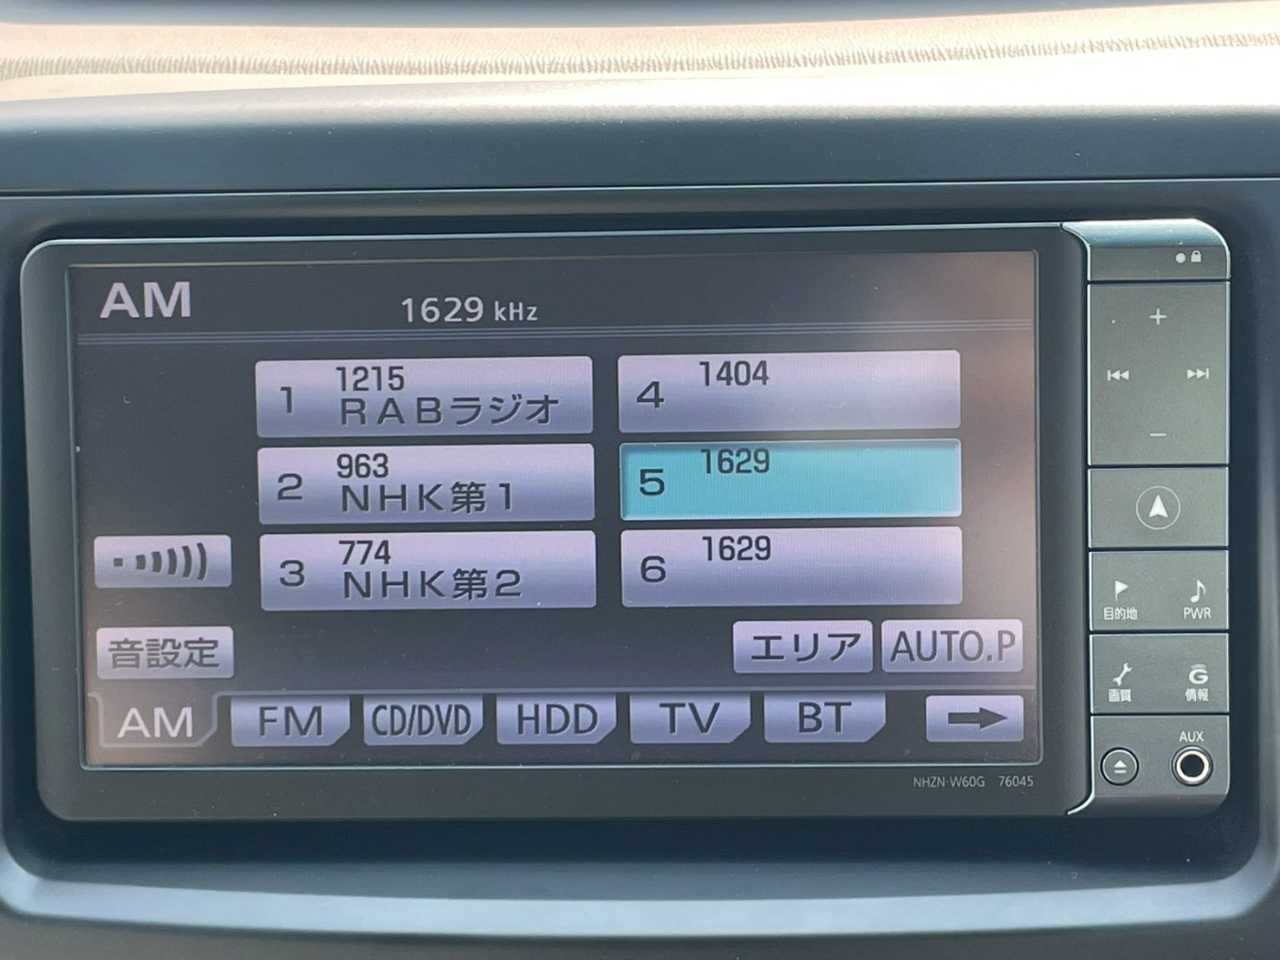 AM
1629 kHz
1 1215 RABラジオ
4 1404
2 963 NHK第1
5 1629
3 774 NHK第2
6 1629
音設定
エリア
AUTO.P
AM
FM
CD/DVD
HDD
TV
BT
NHZN-W60G 76045
目的地
PWR
画質
G
情報
AUX